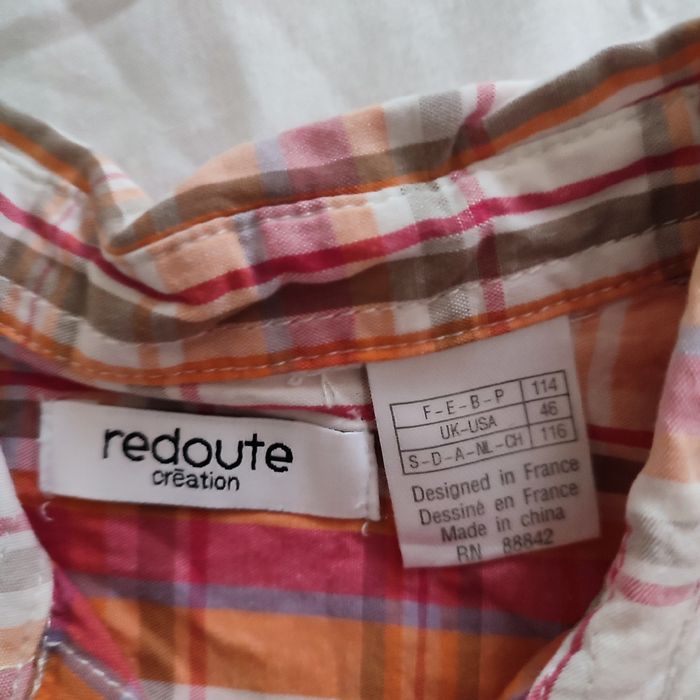 redoute
crēation
F-E-B-P 114
UK-USA 46
S-D-A-NL-CH 116
Designed in France
Dessiné en France
Made in china
RN 88842